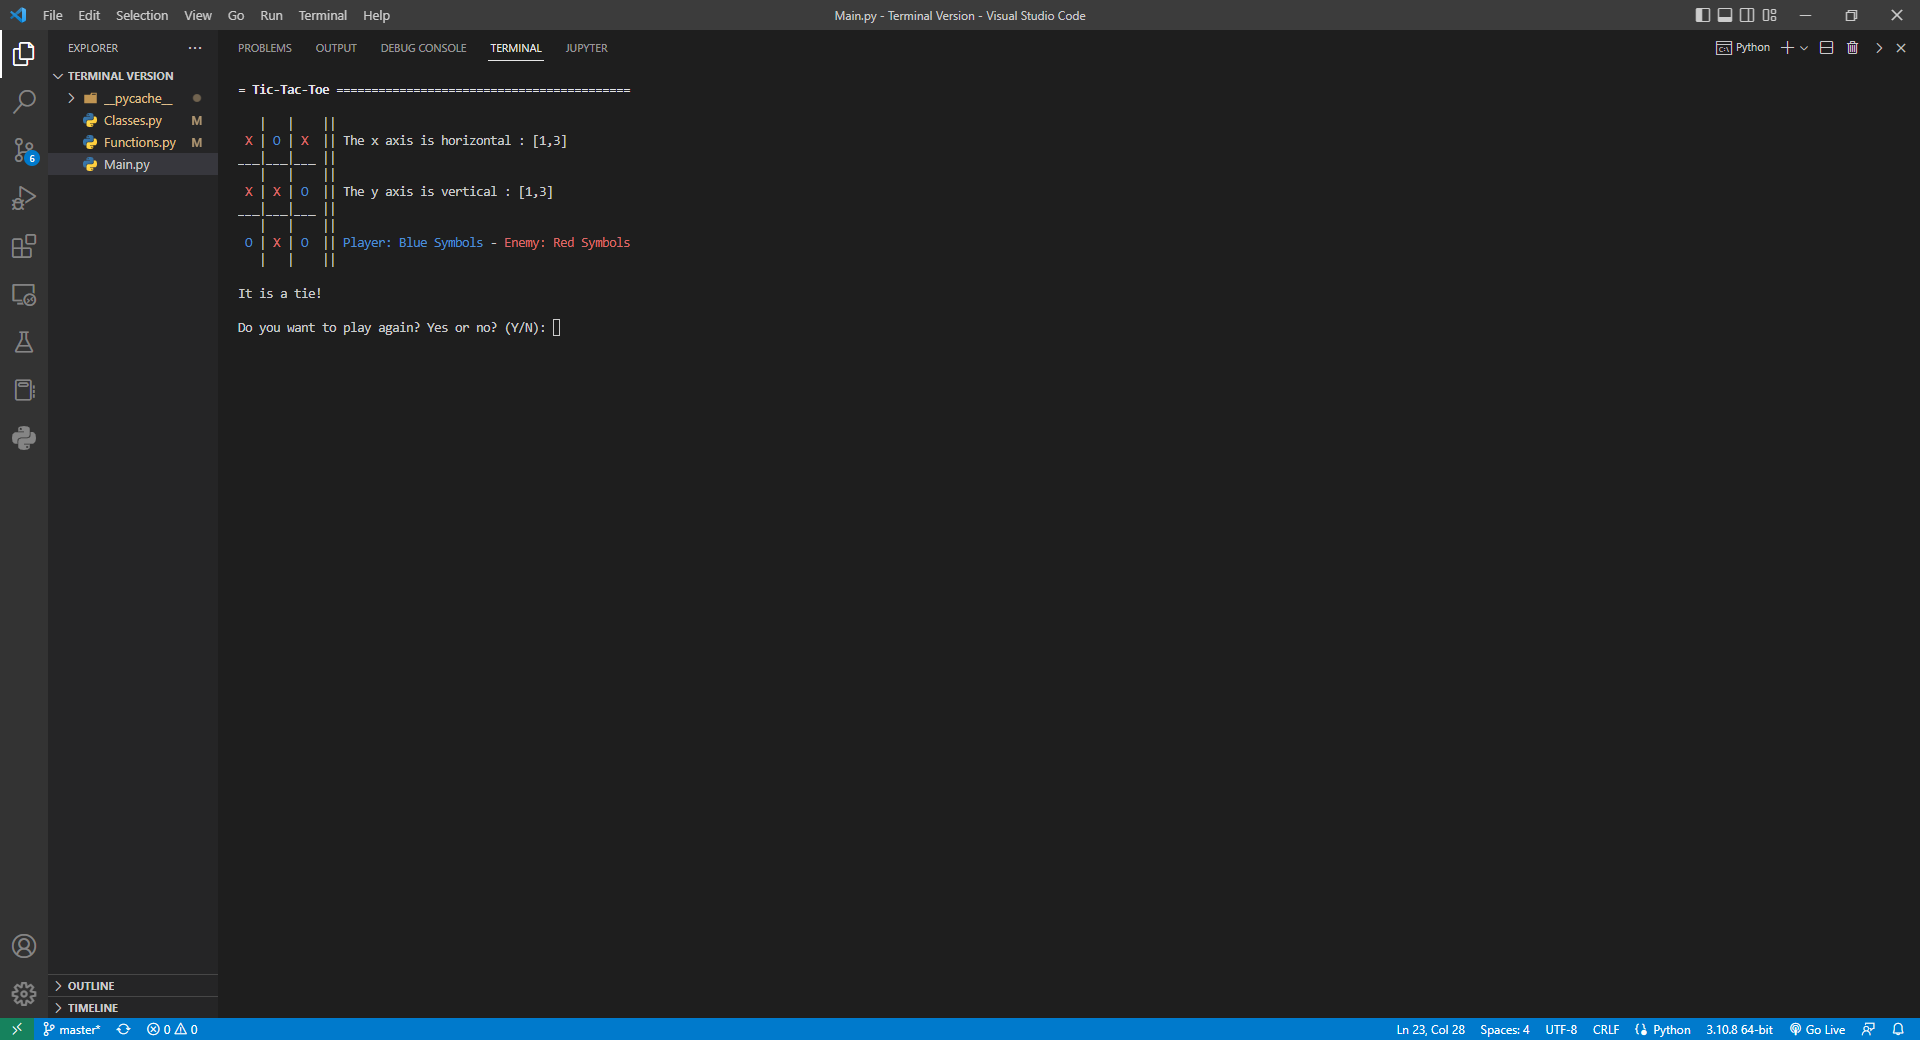 File Edit Selection View Go Run Terminal Help
Main.py - Terminal Version - Visual Studio Code
EXPLORER
TERMINAL VERSION
__pycache__
Classes.py M
Functions.py M
Main.py
6
PROBLEMS OUTPUT DEBUG CONSOLE TERMINAL JUPYTER
Python
= Tic-Tac-Toe ==========================================
   |   |    ||
 X | O | X  || The x axis is horizontal : [1,3]
___|___|___ ||
   |   |    ||
 X | X | O  || The y axis is vertical : [1,3]
___|___|___ ||
   |   |    ||
 O | X | O  || Player: Blue Symbols - Enemy: Red Symbols
   |   |    ||
It is a tie!
Do you want to play again? Yes or no? (Y/N):
OUTLINE
TIMELINE
master* 0 0
Ln 23, Col 28 Spaces: 4 UTF-8 CRLF Python 3.10.8 64-bit Go Live